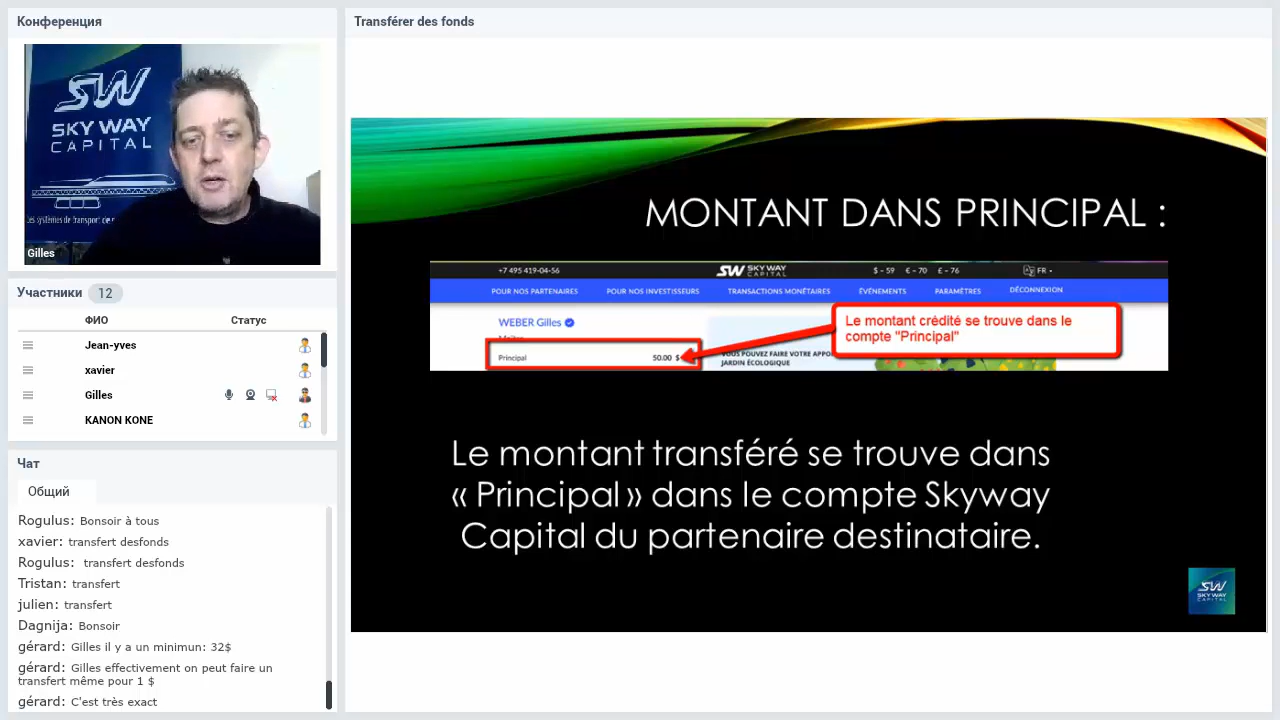 Конференция
SW
SKY WAY
CAPITAL
Gilles
Участники 12
ФИО Статус
Jean-yves
xavier
Gilles
KANON KONE
Чат
Общий
Rogulus: Bonsoir à tous
xavier: transfert desfonds
Rogulus: transfert desfonds
Tristan: transfert
julien: transfert
Dagnija: Bonsoir
gérard: Gilles il y a un minimun: 32$
gérard: Gilles effectivement on peut faire un
transfert même pour 1 $
gérard: C'est très exact
Transférer des fonds
MONTANT DANS PRINCIPAL :
+7 495 419-04-56 SW SKY WAY CAPITAL $ – 59 € – 70 £ – 76 FR
POUR NOS PARTENAIRES POUR NOS INVESTISSEURS TRANSACTIONS MONÉTAIRES ÉVÉNEMENTS PARAMÈTRES DÉCONNEXION
WEBER Gilles
Principal 50.00 $
Le montant crédité se trouve dans le
compte "Principal"
VOUS POUVEZ FAIRE VOTRE
JARDIN ÉCOLOGIQUE
Le montant transféré se trouve dans
« Principal » dans le compte Skyway
Capital du partenaire destinataire.
SW
SKY WAY
CAPITAL